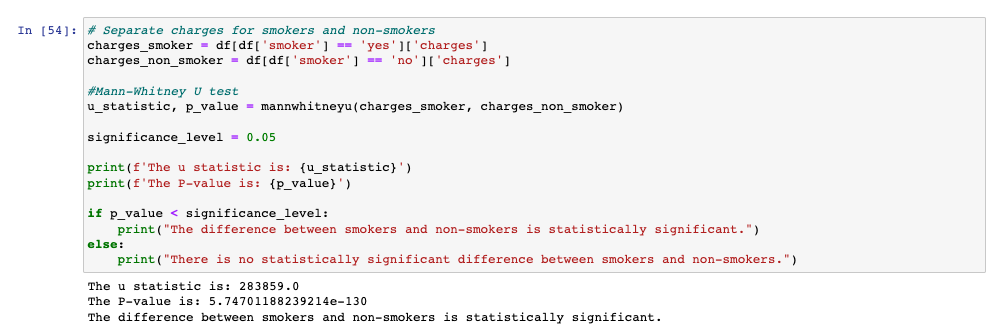 In [54]: # Separate charges for smokers and non-smokers
charges_smoker = df[df['smoker'] == 'yes']['charges']
charges_non_smoker = df[df['smoker'] == 'no']['charges']

#Mann-Whitney U test
u_statistic, p_value = mannwhitneyu(charges_smoker, charges_non_smoker)

significance_level = 0.05

print(f'The u statistic is: {u_statistic}')
print(f'The P-value is: {p_value}')

if p_value < significance_level:
    print("The difference between smokers and non-smokers is statistically significant.")
else:
    print("There is no statistically significant difference between smokers and non-smokers.")
The u statistic is: 283859.0
The P-value is: 5.74701188239214e-130
The difference between smokers and non-smokers is statistically significant.